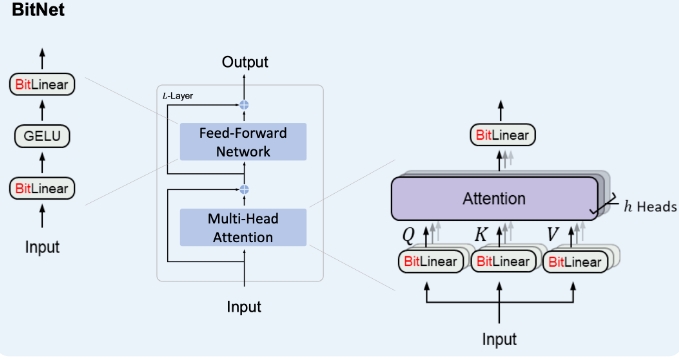 BitNet
BitLinear
GELU
BitLinear
Input
Output
L-Layer
Feed-Forward
Network
Multi-Head
Attention
Input
BitLinear
Attention
h Heads
Q K V
BitLinear BitLinear BitLinear
Input